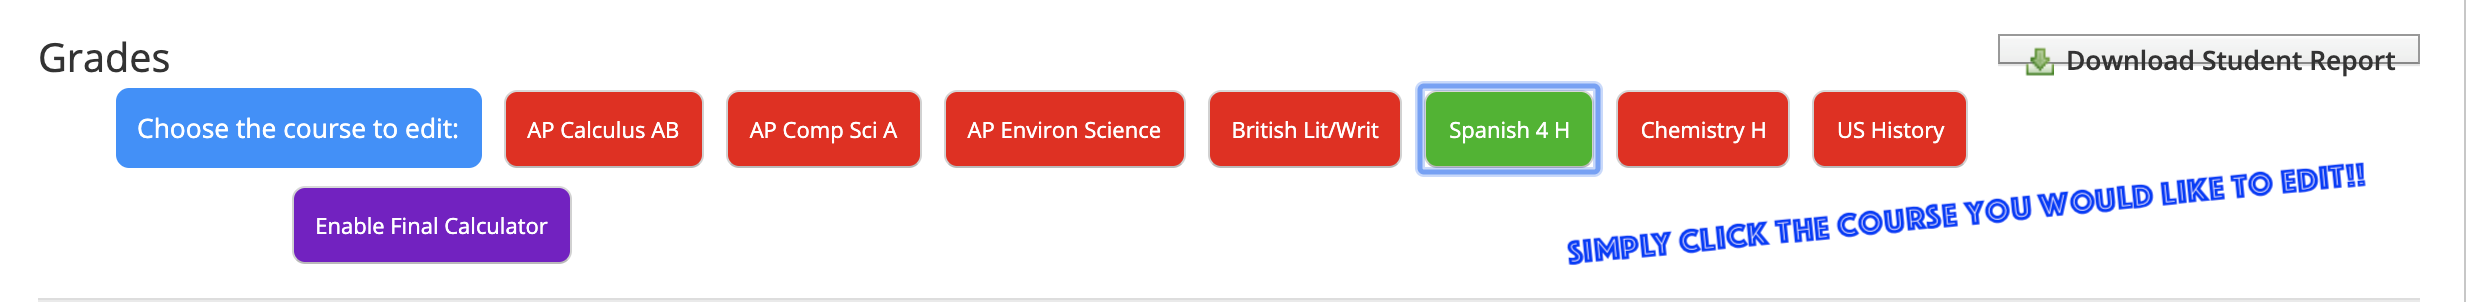 Grades
Download Student Report
Choose the course to edit:
AP Calculus AB
AP Comp Sci A
AP Environ Science
British Lit/Writ
Spanish 4 H
Chemistry H
US History
Enable Final Calculator
SIMPLY CLICK THE COURSE YOU WOULD LIKE TO EDIT!!